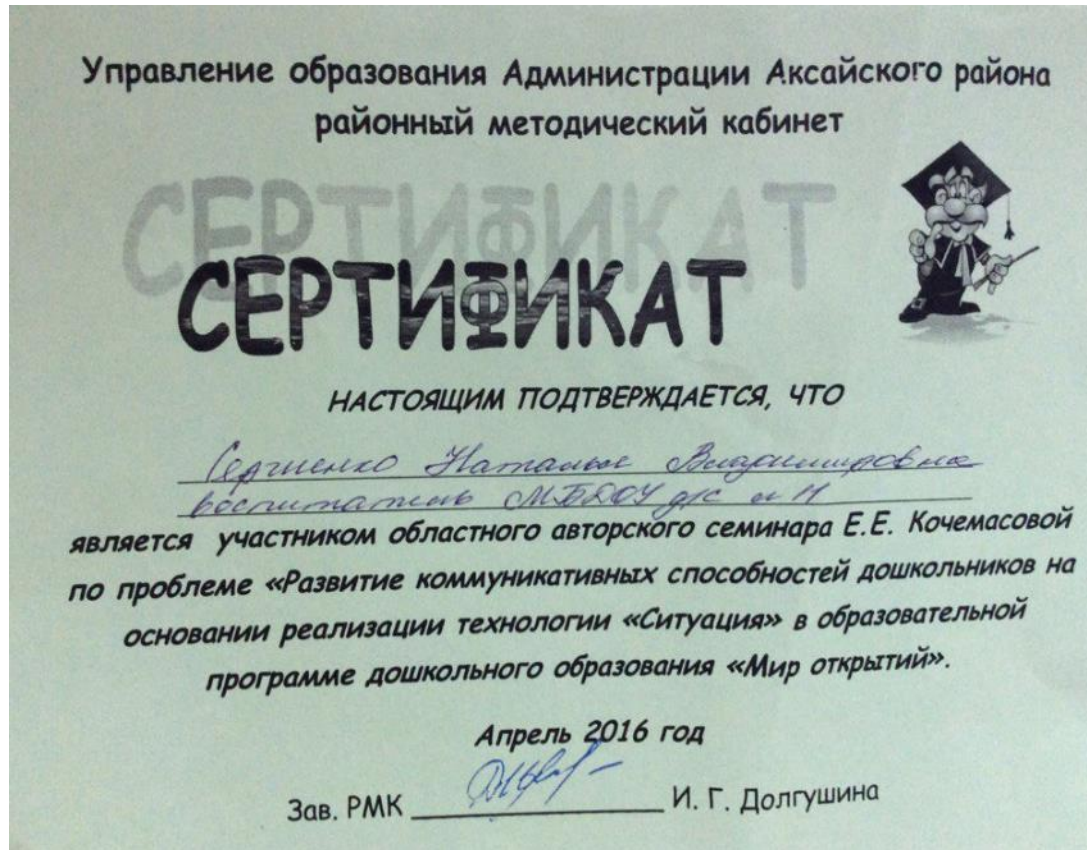 Управление образования Администрации Аксайского района
районный методический кабинет
СЕРТИФИКАТ
СЕРТИФИКАТ
НАСТОЯЩИМ ПОДТВЕРЖДАЕТСЯ, ЧТО
Сергиенко Наталья Владимировна
воспитатель МБДОУ д/с
является участником областного авторского семинара Е.Е. Кочемасовой
по проблеме «Развитие коммуникативных способностей дошкольников на
основании реализации технологии «Ситуация» в образовательной
программе дошкольного образования «Мир открытий».
Апрель 2016 год
Зав. РМК И. Г. Долгушина